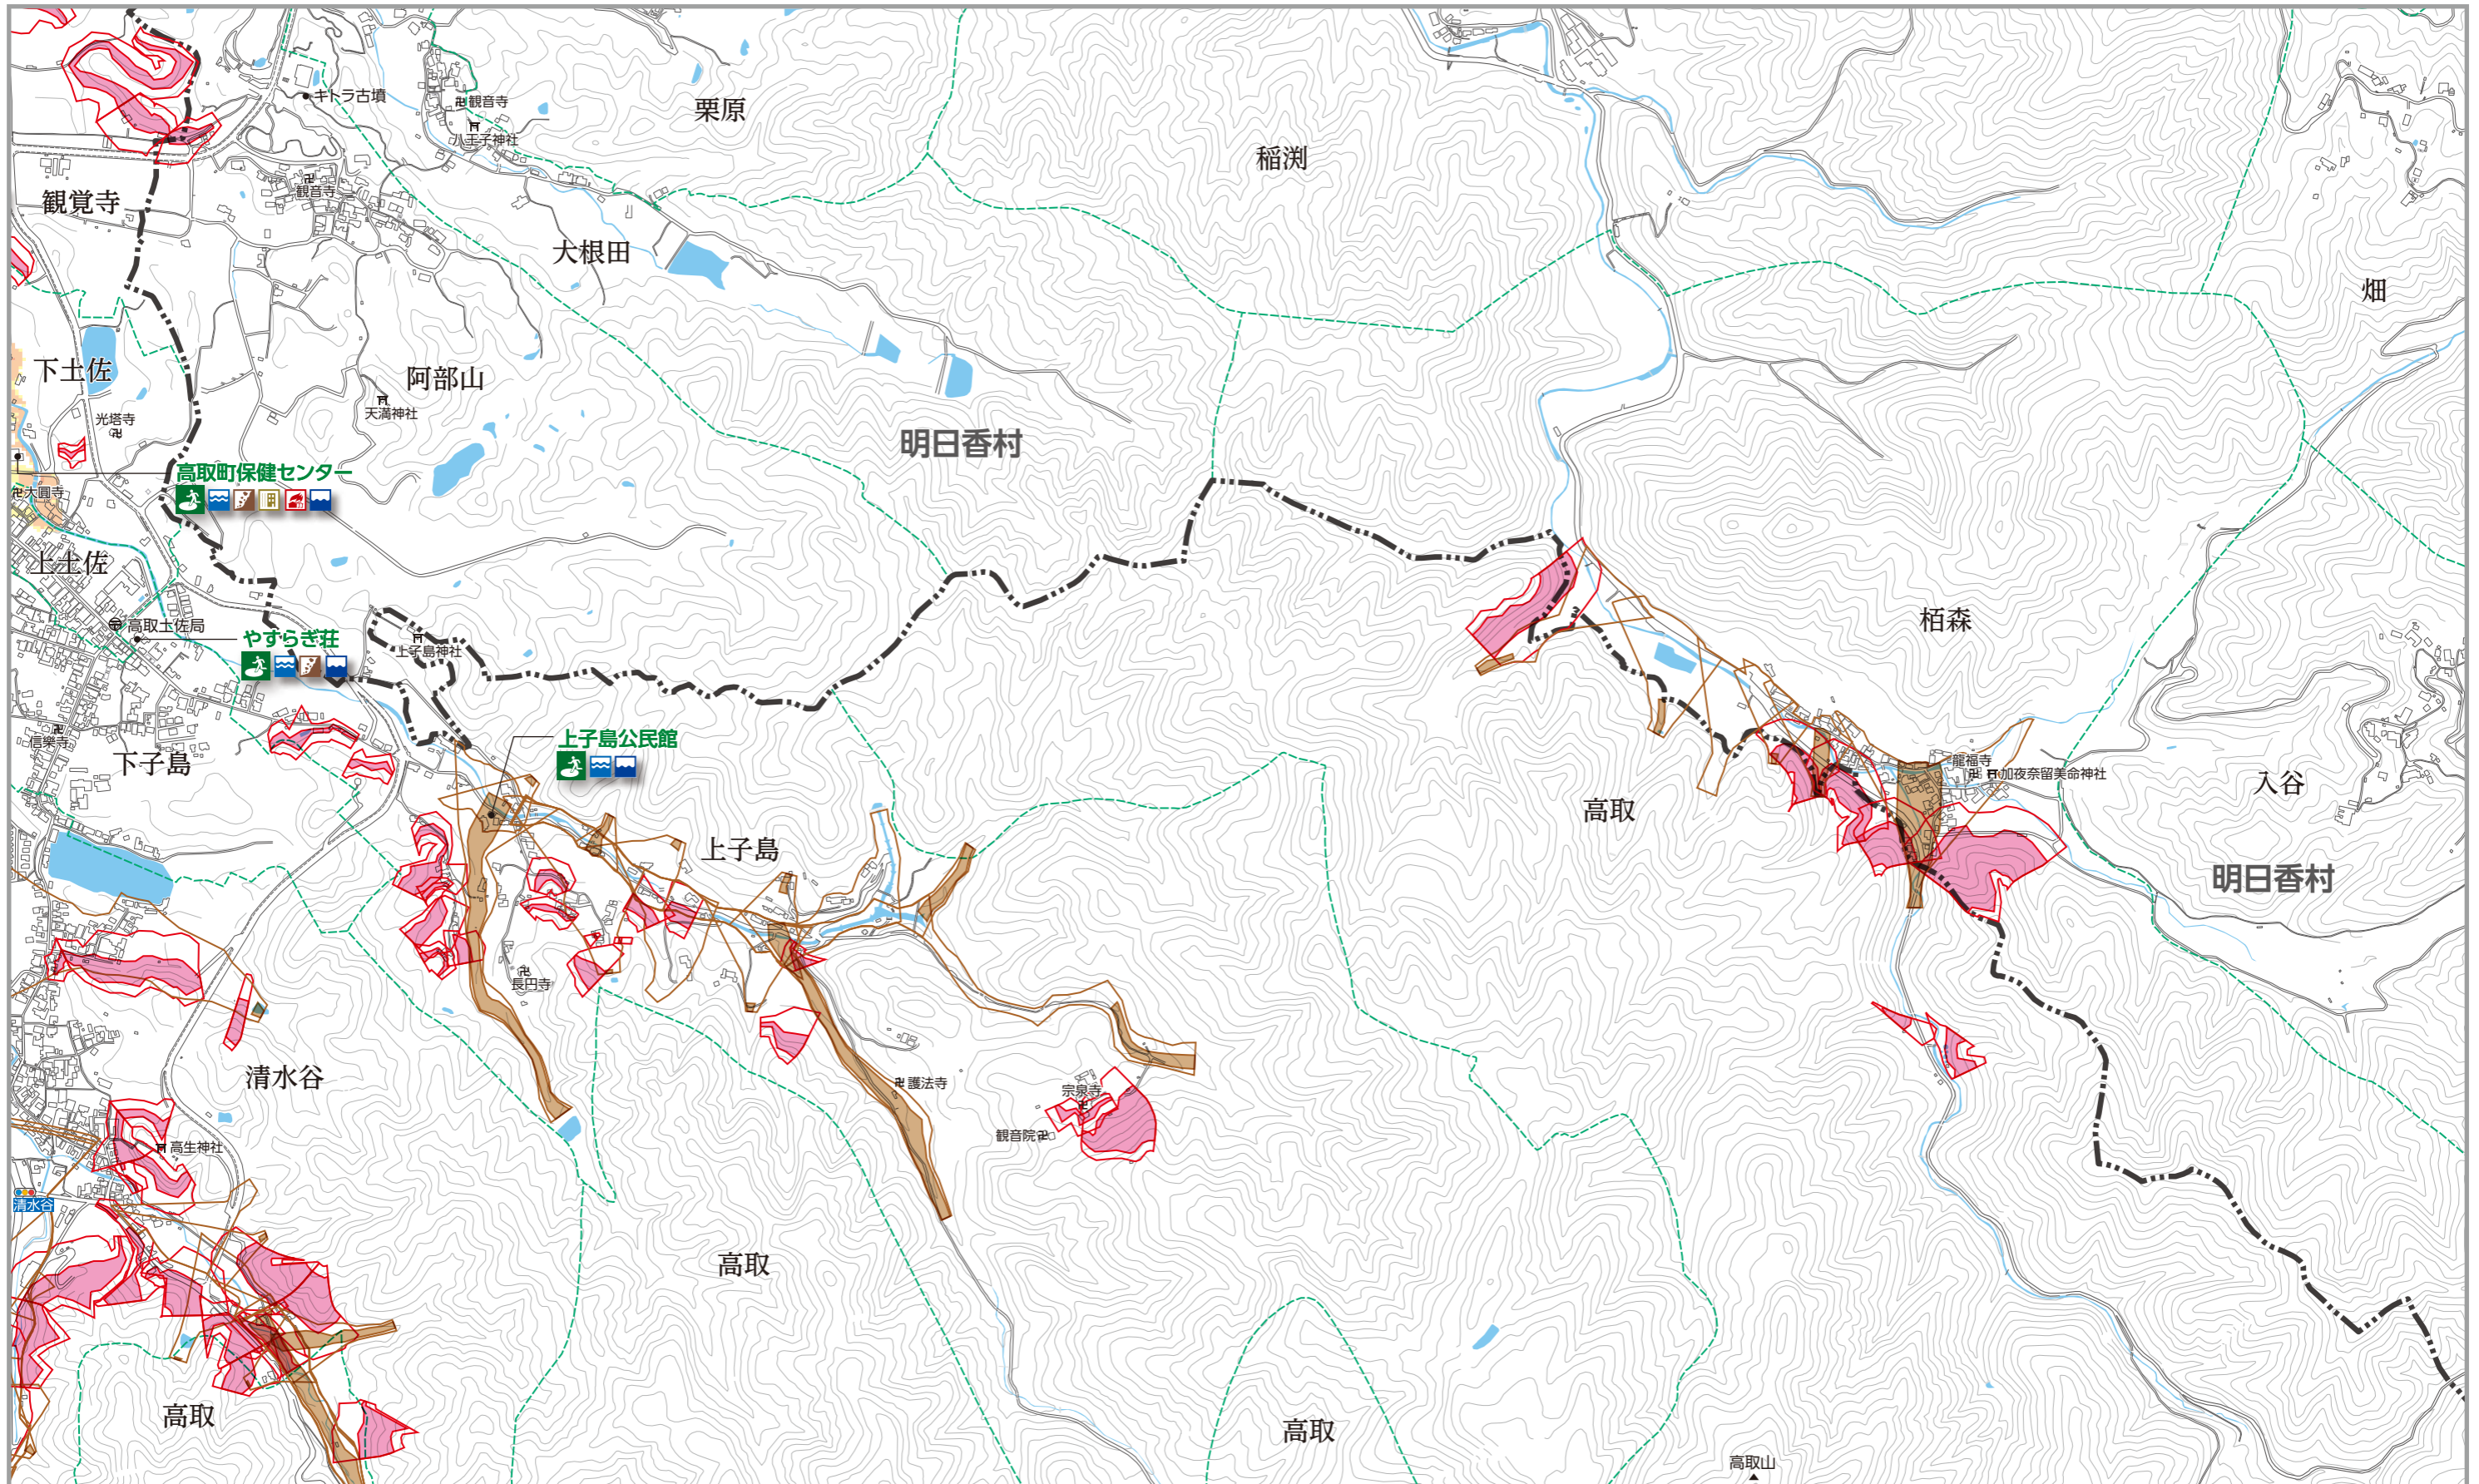 キトラ古墳
観音寺
八王子神社
栗原
稲渕
観音寺
観覚寺
大根田
畑
下土佐
阿部山
天満神社
光塔寺
明日香村
高取町保健センター
大圓寺
上土佐
高取土佐局
やすらぎ荘
上子島神社
栢森
信樂寺
下子島
上子島公民館
龍福寺
加夜奈留美命神社
入谷
高取
上子島
明日香村
長円寺
清水谷
護法寺
宗泉寺
観音院
高生神社
清水谷
高取
高取
高取
高取山